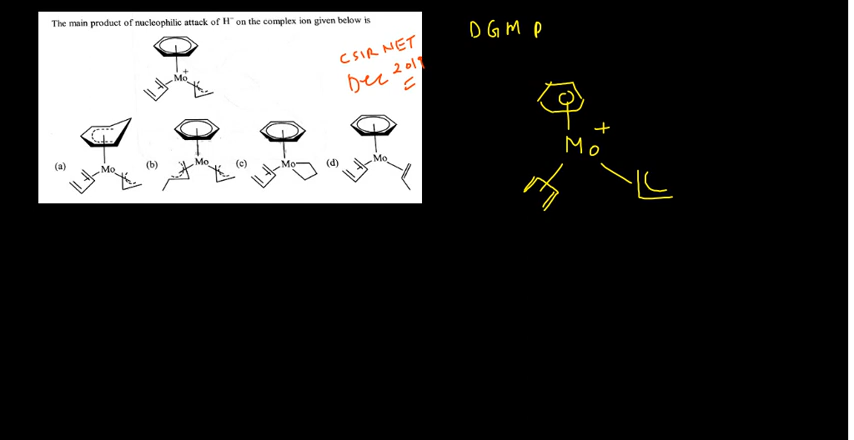 The main product of nucleophilic attack of H⁻ on the complex ion given below is
DGMP
CSIR NET
Dec 2019
Mo +
Mo +
(a) Mo (b) Mo (c) Mo (d) Mo